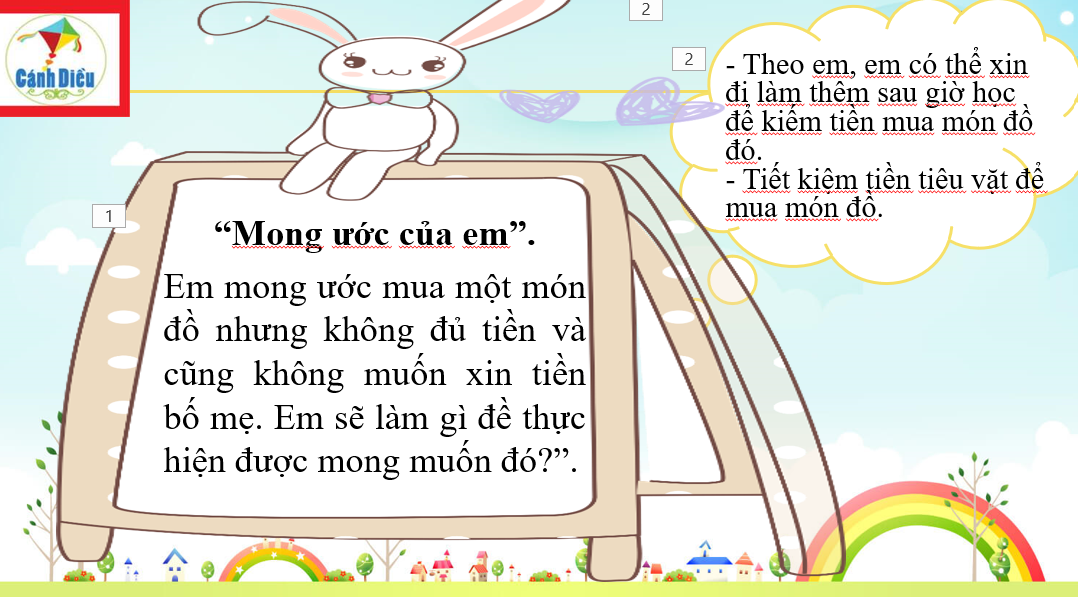 Cánh Diều
2
2
- Theo em, em có thể xin
đi làm thêm sau giờ học
để kiếm tiền mua món đồ
đó.
- Tiết kiệm tiền tiêu vặt để
mua món đồ.
1
“Mong ước của em”.
Em mong ước mua một món
đồ nhưng không đủ tiền và
cũng không muốn xin tiền
bố mẹ. Em sẽ làm gì đề thực
hiện được mong muốn đó?”.